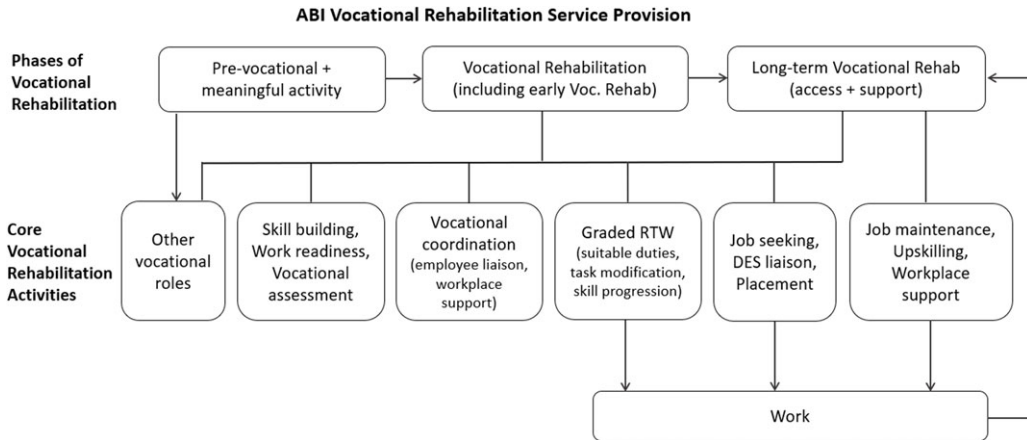 ABI Vocational Rehabilitation Service Provision
Phases of
Vocational
Rehabilitation
Pre-vocational +
meaningful activity
Vocational Rehabilitation
(including early Voc. Rehab)
Long-term Vocational Rehab
(access + support)
Core
Vocational
Rehabilitation
Activities
Other
vocational
roles
Skill building,
Work readiness,
Vocational
assessment
Vocational
coordination
(employee liaison,
workplace
support)
Graded RTW
(suitable duties,
task modification,
skill progression)
Job seeking,
DES liaison,
Placement
Job maintenance,
Upskilling,
Workplace
support
Work